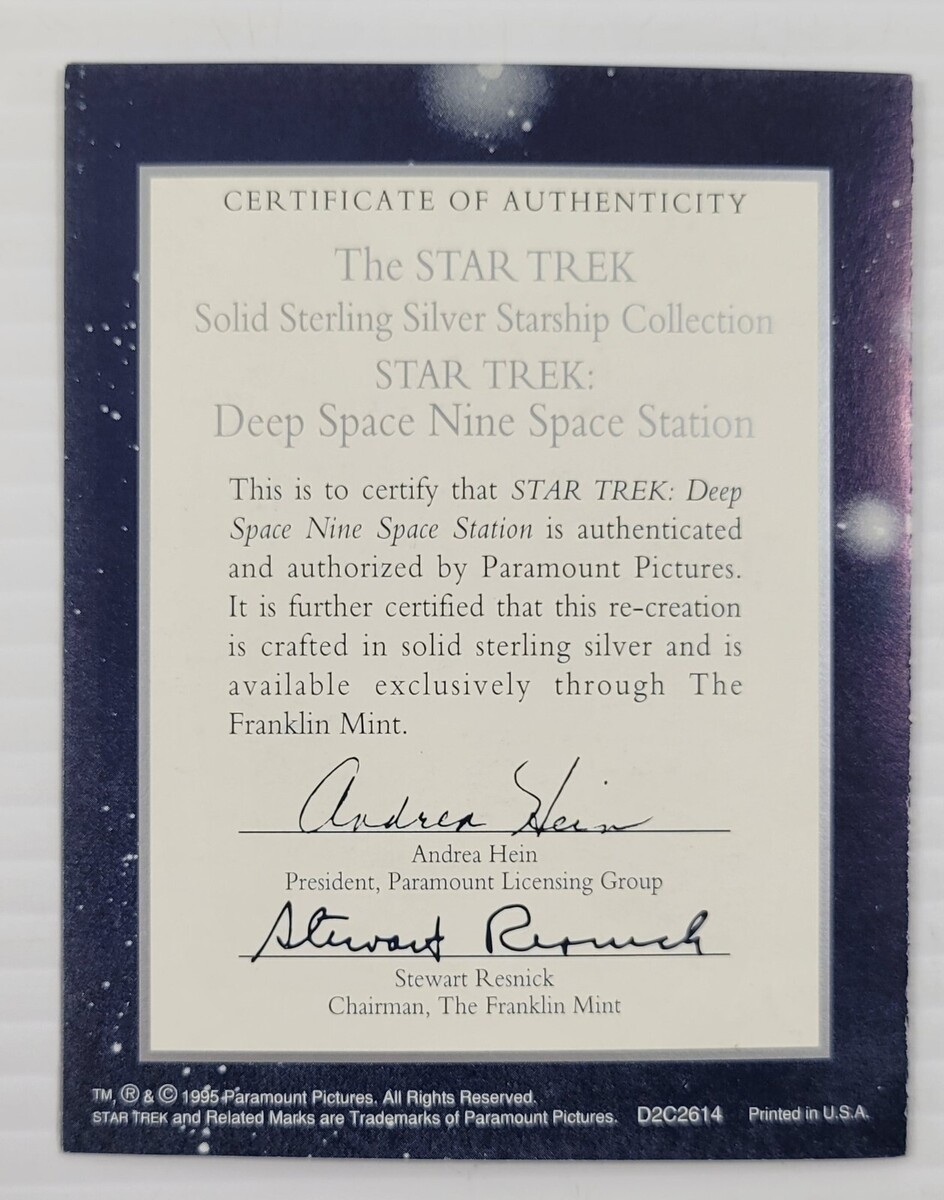 CERTIFICATE OF AUTHENTICITY
The STAR TREK
Solid Sterling Silver Starship Collection
STAR TREK:
Deep Space Nine Space Station
This is to certify that STAR TREK: Deep
Space Nine Space Station is authenticated
and authorized by Paramount Pictures.
It is further certified that this re-creation
is crafted in solid sterling silver and is
available exclusively through The
Franklin Mint.
Andrea Hein
Andrea Hein
President, Paramount Licensing Group
Stewart Resnick
Stewart Resnick
Chairman, The Franklin Mint
TM, ® & © 1995 Paramount Pictures. All Rights Reserved.
STAR TREK and Related Marks are Trademarks of Paramount Pictures. D2C2614 Printed in U.S.A.